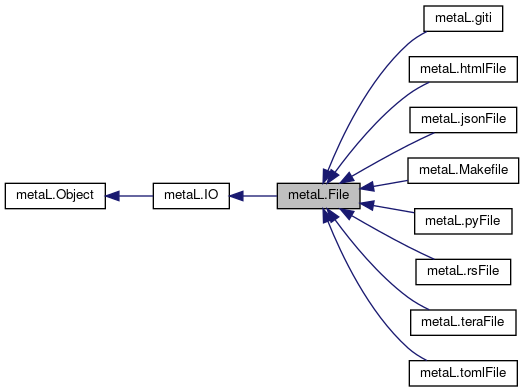 metaL.Object
metaL.IO
metaL.File
metaL.giti
metaL.htmlFile
metaL.jsonFile
metaL.Makefile
metaL.pyFile
metaL.rsFile
metaL.teraFile
metaL.tomlFile